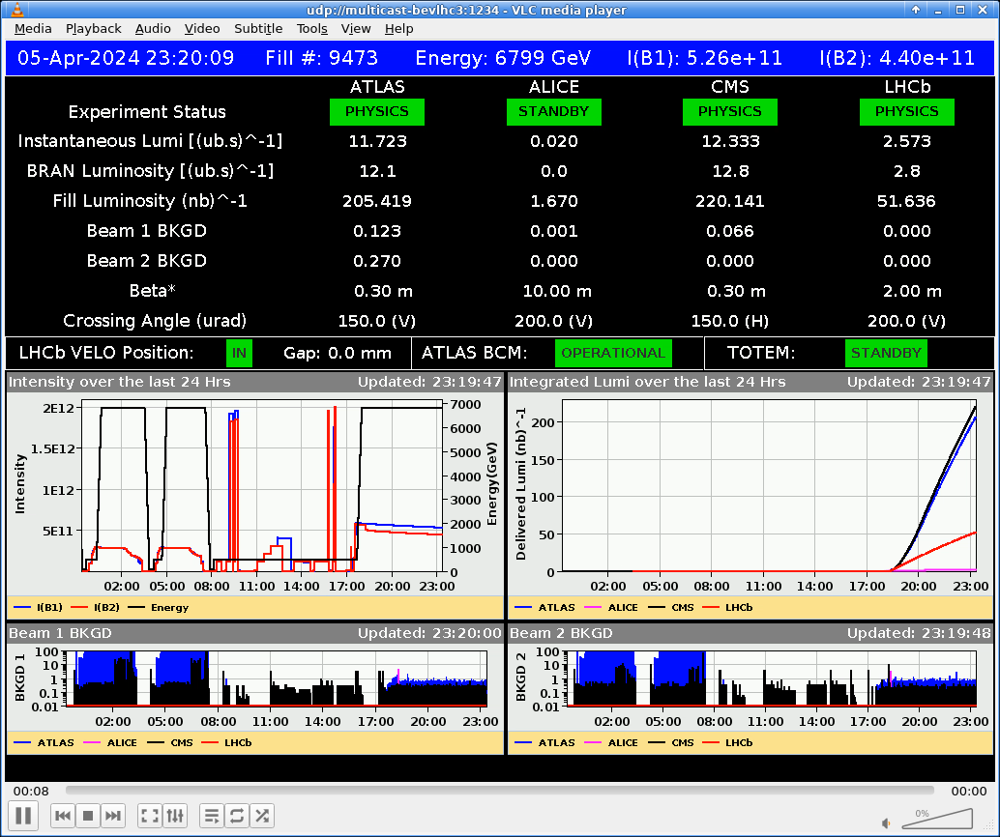 udp://multicast-bevlhc3:1234 - VLC media player
Media Playback Audio Video Subtitle Tools View Help
05-Apr-2024 23:20:09 Fill #: 9473 Energy: 6799 GeV I(B1): 5.26e+11 I(B2): 4.40e+11
ATLAS ALICE CMS LHCb
Experiment Status PHYSICS STANDBY PHYSICS PHYSICS
Instantaneous Lumi [(ub.s)^-1] 11.723 0.020 12.333 2.573
BRAN Luminosity [(ub.s)^-1] 12.1 0.0 12.8 2.8
Fill Luminosity (nb)^-1 205.419 1.670 220.141 51.636
Beam 1 BKGD 0.123 0.001 0.066 0.000
Beam 2 BKGD 0.270 0.000 0.000 0.000
Beta* 0.30 m 10.00 m 0.30 m 2.00 m
Crossing Angle (urad) 150.0 (V) 200.0 (V) 150.0 (H) 200.0 (V)
LHCb VELO Position: IN Gap: 0.0 mm ATLAS BCM: OPERATIONAL TOTEM: STANDBY
Intensity over the last 24 Hrs Updated: 23:19:47
Intensity
2E12
1.5E12
1E12
5E11
7000
6000
5000
4000
3000
2000
1000
0
Energy(GeV)
02:00 05:00 08:00 11:00 14:00 17:00 20:00 23:00
I(B1) I(B2) Energy
Integrated Lumi over the last 24 Hrs Updated: 23:19:47
Delivered Lumi (nb)^-1
200
150
100
50
0
02:00 05:00 08:00 11:00 14:00 17:00 20:00 23:00
ATLAS ALICE CMS LHCb
Beam 1 BKGD Updated: 23:20:00
BKGD 1
100
10
1
0.1
0.01
02:00 05:00 08:00 11:00 14:00 17:00 20:00 23:00
ATLAS ALICE CMS LHCb
Beam 2 BKGD Updated: 23:19:48
BKGD 2
100
10
1
0.1
0.01
02:00 05:00 08:00 11:00 14:00 17:00 20:00 23:00
ATLAS ALICE CMS LHCb
00:08 00:00
0%